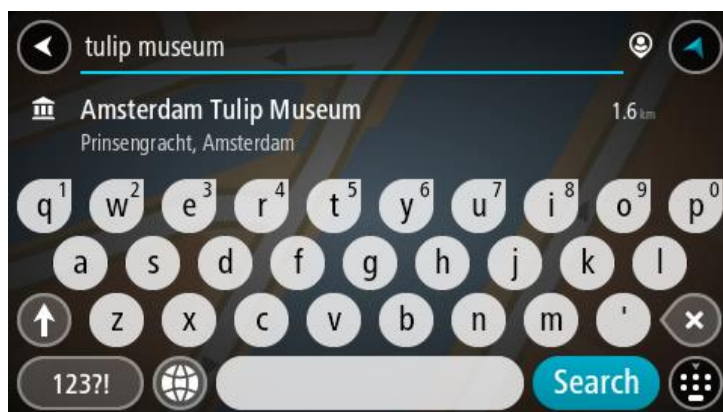 tulip museum
Amsterdam Tulip Museum 1.6 km
Prinsengracht, Amsterdam
q1 w2 e3 r4 t5 y6 u7 i8 o9 p0
a s d f g h j k l
z x c v b n m '
123?! Search